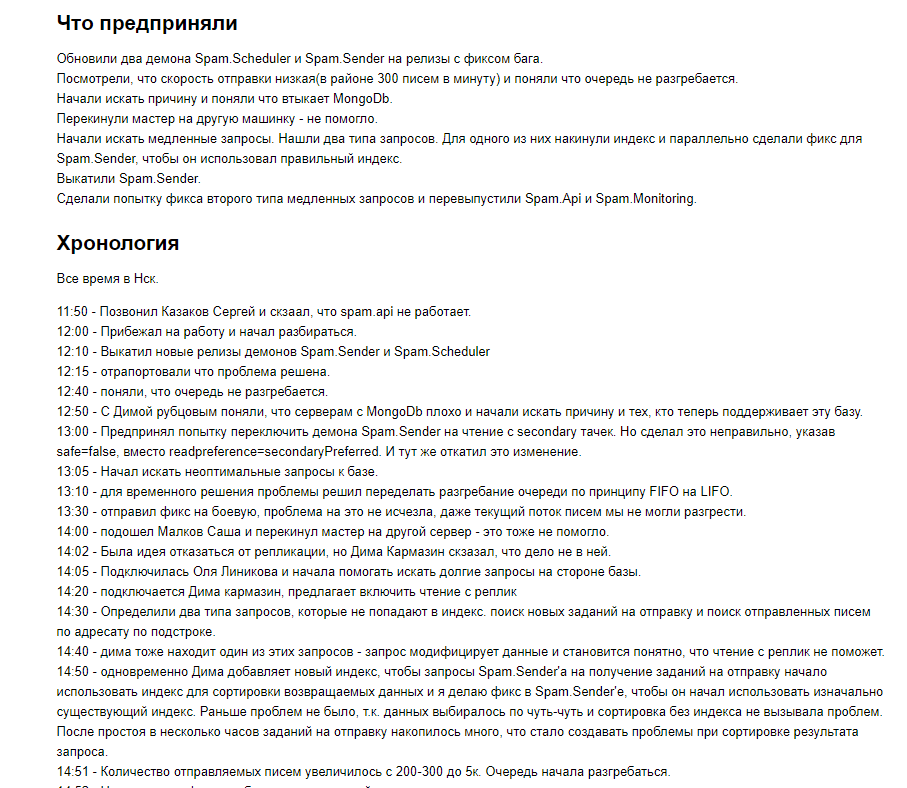 Что предприняли
Обновили два демона Spam.Scheduler и Spam.Sender на релизы с фиксом бага.
Посмотрели, что скорость отправки низкая(в районе 300 писем в минуту) и поняли что очередь не разгребается.
Начали искать причину и поняли что втыкает MongoDb.
Перекинули мастер на другую машинку - не помогло.
Начали искать медленные запросы. Нашли два типа запросов. Для одного из них накинули индекс и параллельно сделали фикс для
Spam.Sender, чтобы он использовал правильный индекс.
Выкатили Spam.Sender.
Сделали попытку фикса второго типа медленных запросов и перевыпустили Spam.Api и Spam.Monitoring.
Хронология
Все время в Нск.
11:50 - Позвонил Казаков Сергей и скзаал, что spam.api не работает.
12:00 - Прибежал на работу и начал разбираться.
12:10 - Выкатил новые релизы демонов Spam.Sender и Spam.Scheduler
12:15 - отрапортовали что проблема решена.
12:40 - поняли, что очередь не разгребается.
12:50 - С Димой рубцовым поняли, что серверам с MongoDb плохо и начали искать причину и тех, кто теперь поддерживает эту базу.
13:00 - Предпринял попытку переключить демона Spam.Sender на чтение с secondary тачек. Но сделал это неправильно, указав
safe=false, вместо readpreference=secondaryPreferred. И тут же откатил это изменение.
13:05 - Начал искать неоптимальные запросы к базе.
13:10 - для временного решения проблемы решил переделать разгребание очереди по принципу FIFO на LIFO.
13:30 - отправил фикс на боевую, проблема на это не исчезла, даже текущий поток писем мы не могли разгрести.
14:00 - подошел Малков Саша и перекинул мастер на другой сервер - это тоже не помогло.
14:02 - Была идея отказаться от репликации, но Дима Кармазин скзазал, что дело не в ней.
14:05 - Подключилась Оля Линикова и начала помогать искать долгие запросы на стороне базы.
14:20 - подключается Дима кармазин, предлагает включить чтение с реплик
14:30 - Определили два типа запросов, которые не попадают в индекс. поиск новых заданий на отправку и поиск отправленных писем
по адресату по подстроке.
14:40 - дима тоже находит один из этих запросов - запрос модифицирует данные и становится понятно, что чтение с реплик не поможет.
14:50 - одновременно Дима добавляет новый индекс, чтобы запросы Spam.Sender'а на получение заданий на отправку начало
использовать индекс для сортировки возвращаемых данных и я делаю фикс в Spam.Sender'е, чтобы он начал использовать изначально
существующий индекс. Раньше проблем не было, т.к. данных выбиралось по чуть-чуть и сортировка без индекса не вызывала проблем.
После простоя в несколько часов заданий на отправку накопилось много, что стало создавать проблемы при сортировке результата
запроса.
14:51 - Количество отправляемых писем увеличилось с 200-300 до 5к. Очередь начала разгребаться.